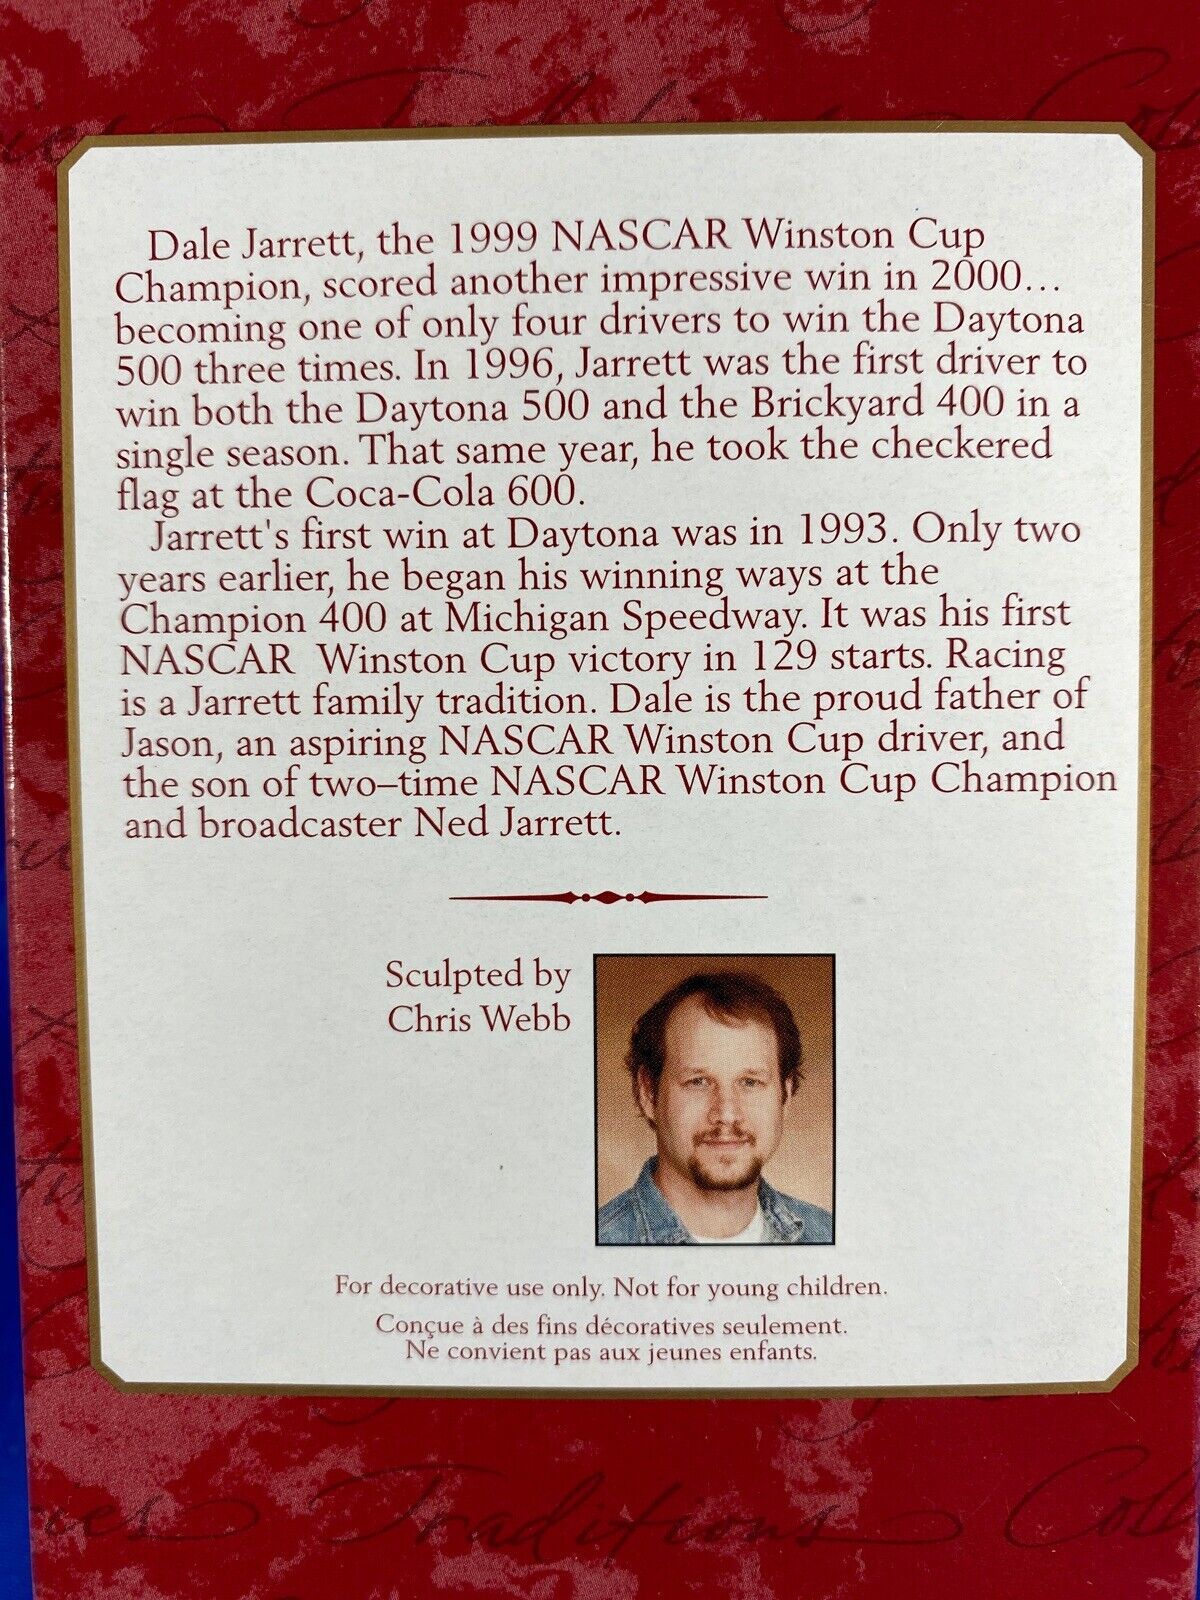 Dale Jarrett, the 1999 NASCAR Winston Cup
Champion, scored another impressive win in 2000...
becoming one of only four drivers to win the Daytona
500 three times. In 1996, Jarrett was the first driver to
win both the Daytona 500 and the Brickyard 400 in a
single season. That same year, he took the checkered
flag at the Coca-Cola 600.
Jarrett's first win at Daytona was in 1993. Only two
years earlier, he began his winning ways at the
Champion 400 at Michigan Speedway. It was his first
NASCAR Winston Cup victory in 129 starts. Racing
is a Jarrett family tradition. Dale is the proud father of
Jason, an aspiring NASCAR Winston Cup driver, and
the son of two–time NASCAR Winston Cup Champion
and broadcaster Ned Jarrett.
Sculpted by
Chris Webb
For decorative use only. Not for young children.
Conçue à des fins décoratives seulement.
Ne convient pas aux jeunes enfants.
Traditions